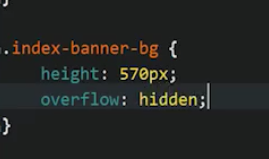 .index-banner-bg {
height: 570px;
overflow: hidden;
}